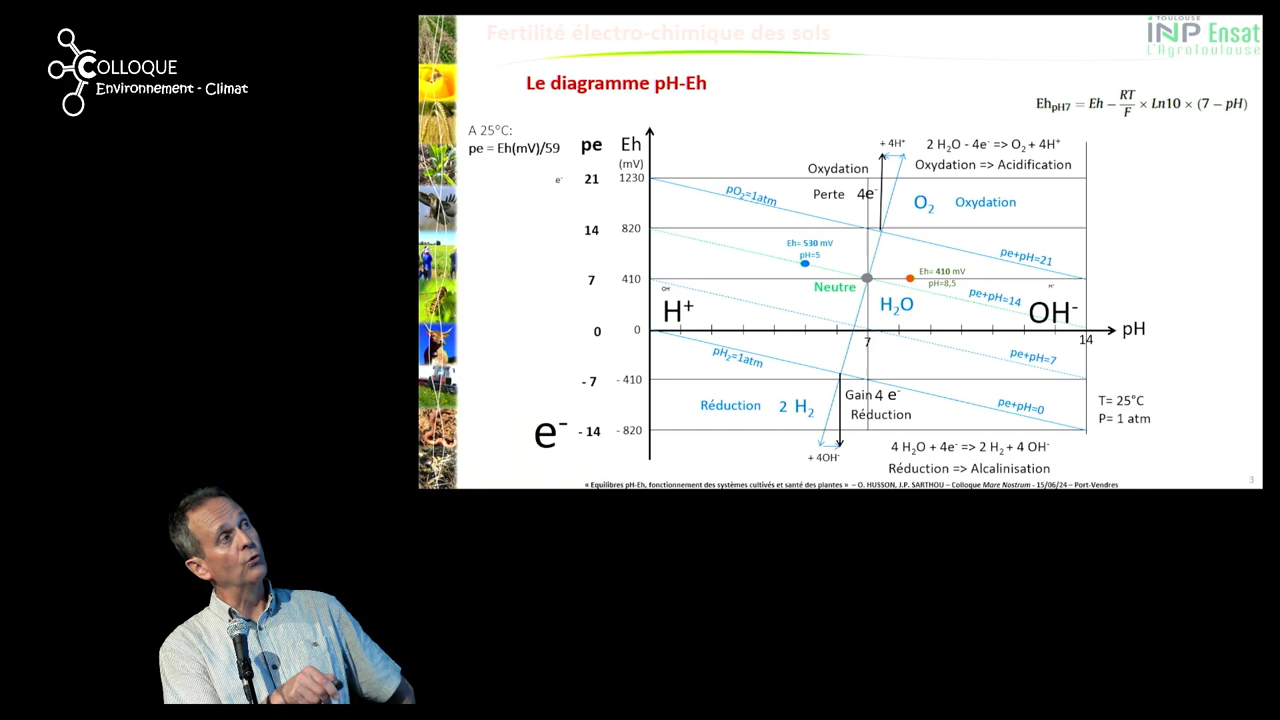 COLLOQUE
Environnement - Climat
Fertilité électro-chimique des sols
TOULOUSE
INP Ensat
L'Agrotoulouse
Le diagramme pH-Eh
Eh_pH7 = Eh − RT/F × Ln10 × (7 − pH)
A 25°C:
pe = Eh(mV)/59
pe
Eh
(mV)
+ 4H⁺
2 H₂O - 4e⁻ => O₂ + 4H⁺
Oxydation => Acidification
Oxydation
e⁻
21
1230
pO₂=1atm
Perte 4e⁻
O₂ Oxydation
14
820
Eh= 530 mV
pH=5
pe+pH=21
7
410
Eh= 410 mV
pH=8,5
Neutre
OH⁻
H⁺
pe+pH=14
H⁺
H₂O
OH⁻
0
0
pH
7
14
pH₂=1atm
pe+pH=7
- 7
- 410
Réduction 2 H₂
Gain 4 e⁻
Réduction
pe+pH=0
T= 25°C
P= 1 atm
e⁻
- 14
- 820
+ 4OH⁻
4 H₂O + 4e⁻ => 2 H₂ + 4 OH⁻
Réduction => Alcalinisation
« Equilibres pH-Eh, fonctionnement des systèmes cultivés et santé des plantes » – O. HUSSON, J.P. SARTHOU – Colloque Mare Nostrum - 15/06/24 – Port-Vendres
3